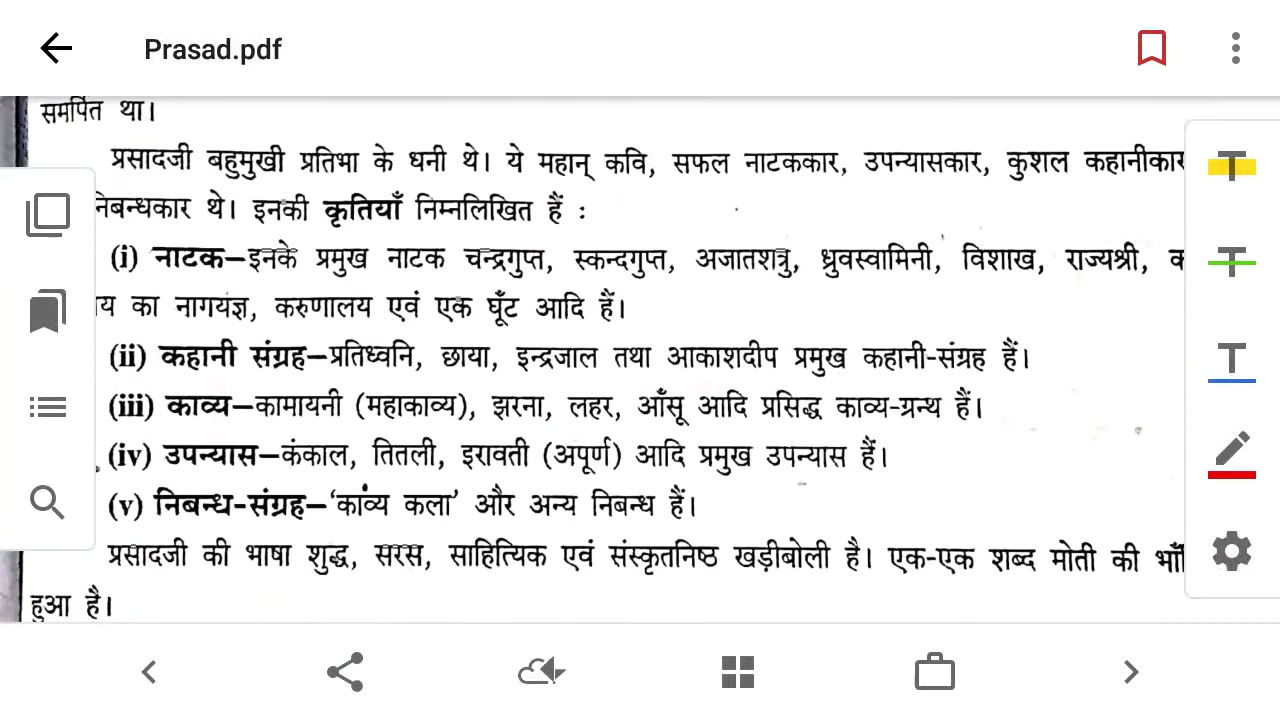 Prasad.pdf
समर्पित था।
प्रसादजी बहुमुखी प्रतिभा के धनी थे। ये महान् कवि, सफल नाटककार, उपन्यासकार, कुशल कहानीकार
निबन्धकार थे। इनकी कृतियाँ निम्नलिखित हैं :
(i) नाटक–इनके प्रमुख नाटक चन्द्रगुप्त, स्कन्दगुप्त, अजातशत्रु, ध्रुवस्वामिनी, विशाख, राज्यश्री,
का नागयज्ञ, करुणालय एवं एक घूँट आदि हैं।
(ii) कहानी संग्रह–प्रतिध्वनि, छाया, इन्द्रजाल तथा आकाशदीप प्रमुख कहानी-संग्रह हैं।
(iii) काव्य–कामायनी (महाकाव्य), झरना, लहर, आँसू आदि प्रसिद्ध काव्य-ग्रन्थ हैं।
(iv) उपन्यास–कंकाल, तितली, इरावती (अपूर्ण) आदि प्रमुख उपन्यास हैं।
(v) निबन्ध-संग्रह–‘काव्य कला’ और अन्य निबन्ध हैं।
प्रसादजी की भाषा शुद्ध, सरस, साहित्यिक एवं संस्कृतनिष्ठ खड़ीबोली है। एक-एक शब्द मोती की
हुआ है।